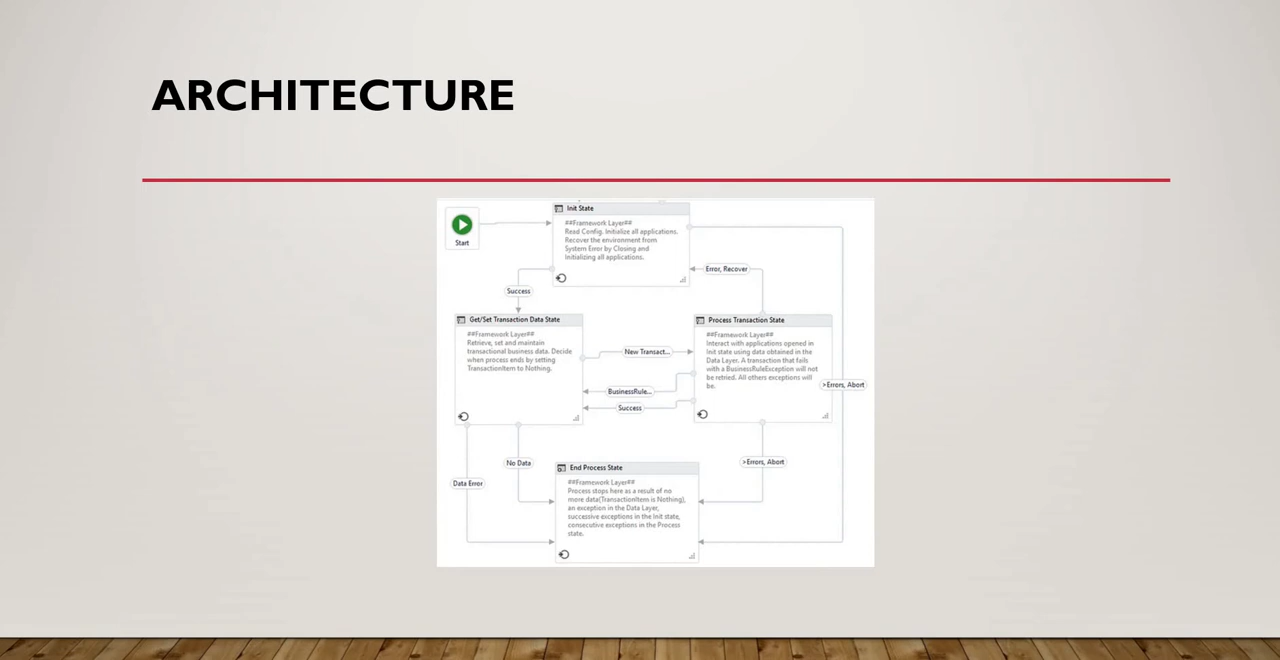 ARCHITECTURE
Init State
##Framework Layer##
Read Config. Initialize all applications.
Recover the environment from
System Error by Closing and
Initializing all applications.
Start
Error, Recover
Success
Get/Set Transaction Data State
##Framework Layer##
Retrieve, set and maintain
transactional business data. Decide
when process ends by setting
TransactionItem to Nothing.
Process Transaction State
##Framework Layer##
Interact with applications opened in
Init state using data obtained in the
Data Layer. A transaction that fails
with a BusinessRuleException will not
be retried. All others exceptions will
be.
New Transact...
BusinessRule...
Success
>Errors, Abort
No Data
>Errors, Abort
Data Error
End Process State
##Framework Layer##
Process stops here as a result of no
more data(TransactionItem is Nothing),
an exception in the Data Layer,
successive exceptions in the Init state,
consecutive exceptions in the Process
state.